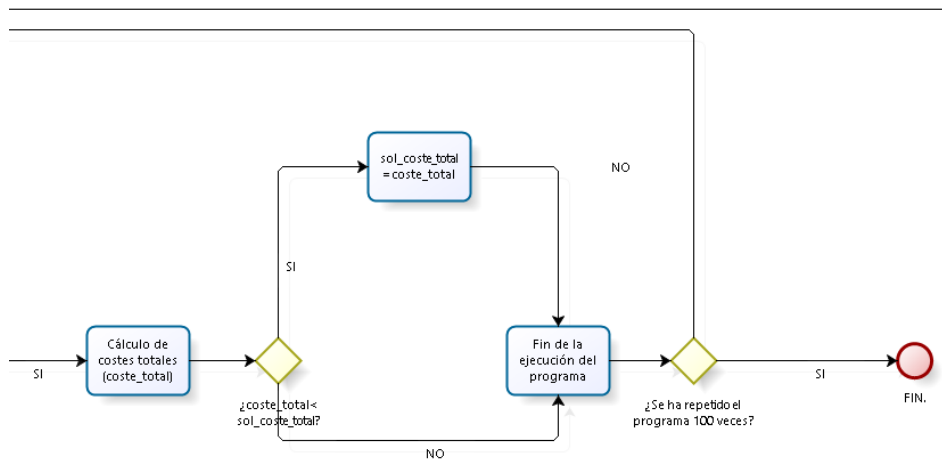 sol_coste_total
= coste_total
NO
SI
SI
Cálculo de
costes totales
(coste_total)
¿coste_total<
sol_coste_total?
NO
Fin de la
ejecución del
programa
¿Se ha repetido el
programa 100 veces?
SI
FIN.